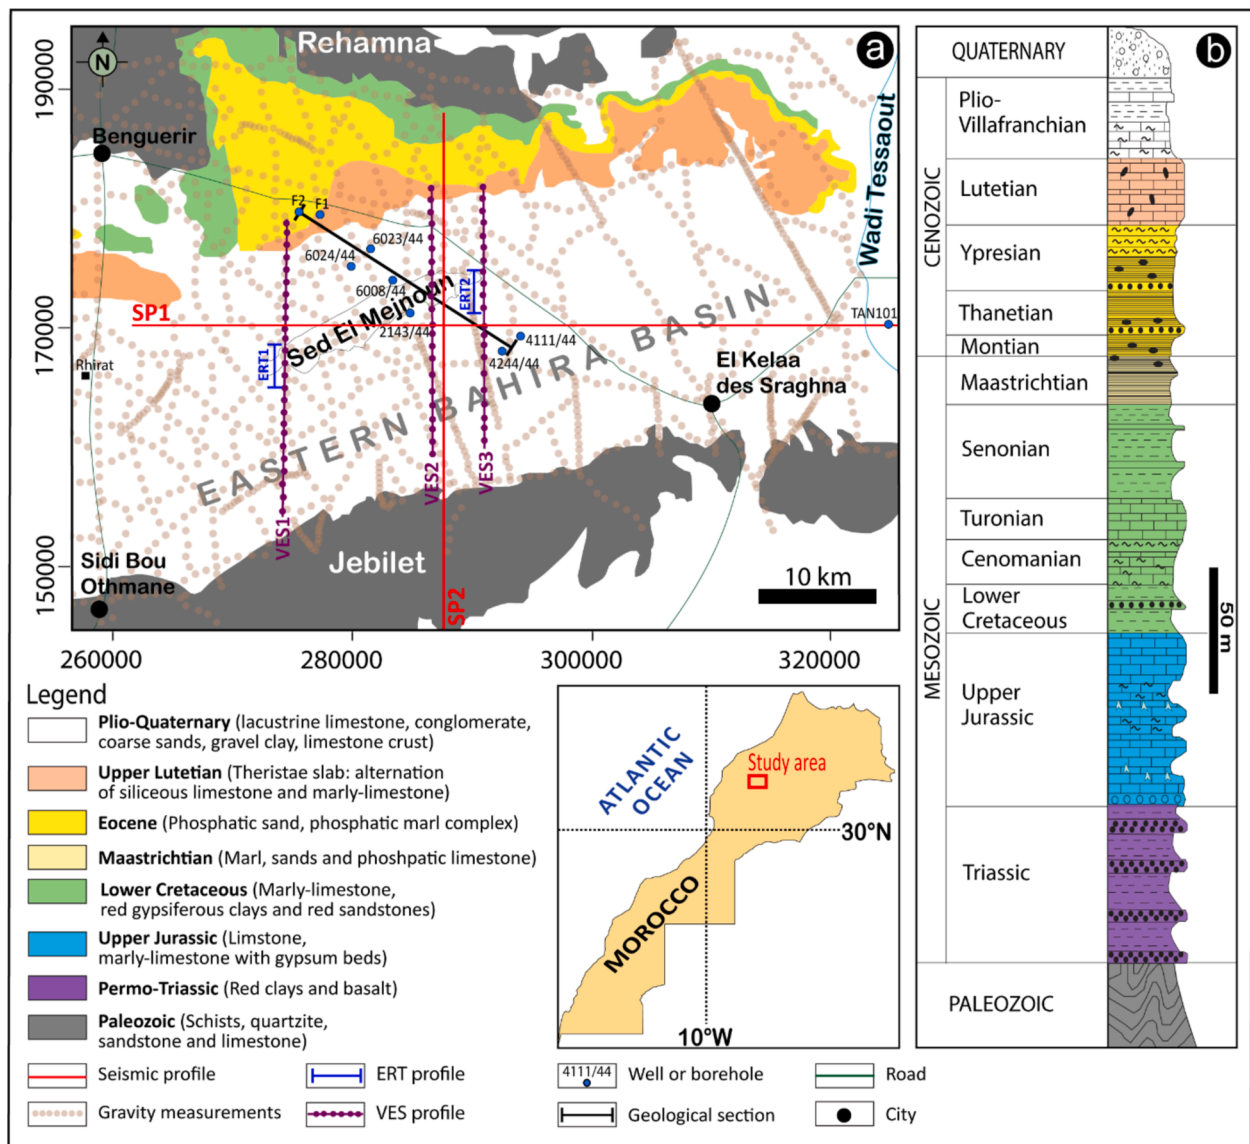 Rehamna
a
N
190000
170000
150000
Benguerir
Wadi Tessaout
F2
F1
6023/44
6024/44
6008/44
2143/44
4111/44
4244/44
TAN101
SP1
SP2
ERT1
ERT2
Sed El Mejnoun
Rhirat
El Kelaa
des Sraghna
EASTERN BAHIRA BASIN
VES1
VES2
VES3
Jebilet
Sidi Bou
Othmane
10 km
260000
280000
300000
320000
Legend
Plio-Quaternary (lacustrine limestone, conglomerate,
coarse sands, gravel clay, limestone crust)
Upper Lutetian (Theristae slab: alternation
of siliceous limestone and marly-limestone)
Eocene (Phosphatic sand, phosphatic marl complex)
Maastrichtian (Marl, sands and phoshpatic limestone)
Lower Cretaceous (Marly-limestone,
red gypsiferous clays and red sandstones)
Upper Jurassic (Limstone,
marly-limestone with gypsum beds)
Permo-Triassic (Red clays and basalt)
Paleozoic (Schists, quartzite,
sandstone and limestone)
Seismic profile
ERT profile
4111/44
Well or borehole
Road
Gravity measurements
VES profile
Geological section
City
ATLANTIC
OCEAN
Study area
30°N
MOROCCO
10°W
b
QUATERNARY
CENOZOIC
Plio-
Villafranchian
Lutetian
Ypresian
Thanetian
Montian
MESOZOIC
Maastrichtian
Senonian
Turonian
Cenomanian
Lower
Cretaceous
Upper
Jurassic
Triassic
PALEOZOIC
50 m